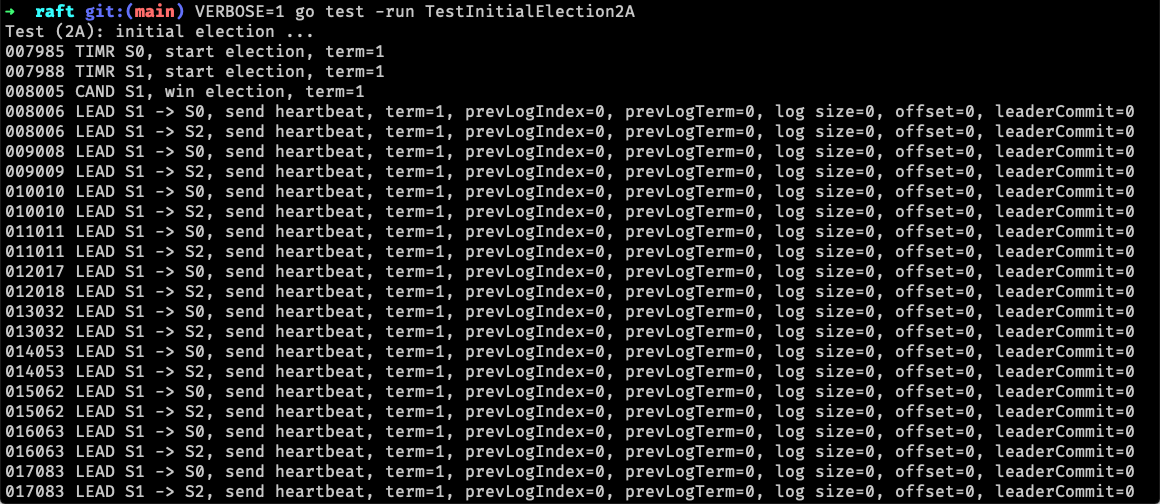 ➜ raft git:(main) VERBOSE=1 go test -run TestInitialElection2A
Test (2A): initial election ...
007985 TIMR S0, start election, term=1
007988 TIMR S1, start election, term=1
008005 CAND S1, win election, term=1
008006 LEAD S1 -> S0, send heartbeat, term=1, prevLogIndex=0, prevLogTerm=0, log size=0, offset=0, leaderCommit=0
008006 LEAD S1 -> S2, send heartbeat, term=1, prevLogIndex=0, prevLogTerm=0, log size=0, offset=0, leaderCommit=0
009008 LEAD S1 -> S0, send heartbeat, term=1, prevLogIndex=0, prevLogTerm=0, log size=0, offset=0, leaderCommit=0
009009 LEAD S1 -> S2, send heartbeat, term=1, prevLogIndex=0, prevLogTerm=0, log size=0, offset=0, leaderCommit=0
010010 LEAD S1 -> S0, send heartbeat, term=1, prevLogIndex=0, prevLogTerm=0, log size=0, offset=0, leaderCommit=0
010010 LEAD S1 -> S2, send heartbeat, term=1, prevLogIndex=0, prevLogTerm=0, log size=0, offset=0, leaderCommit=0
011011 LEAD S1 -> S0, send heartbeat, term=1, prevLogIndex=0, prevLogTerm=0, log size=0, offset=0, leaderCommit=0
011011 LEAD S1 -> S2, send heartbeat, term=1, prevLogIndex=0, prevLogTerm=0, log size=0, offset=0, leaderCommit=0
012017 LEAD S1 -> S0, send heartbeat, term=1, prevLogIndex=0, prevLogTerm=0, log size=0, offset=0, leaderCommit=0
012018 LEAD S1 -> S2, send heartbeat, term=1, prevLogIndex=0, prevLogTerm=0, log size=0, offset=0, leaderCommit=0
013032 LEAD S1 -> S0, send heartbeat, term=1, prevLogIndex=0, prevLogTerm=0, log size=0, offset=0, leaderCommit=0
013032 LEAD S1 -> S2, send heartbeat, term=1, prevLogIndex=0, prevLogTerm=0, log size=0, offset=0, leaderCommit=0
014053 LEAD S1 -> S0, send heartbeat, term=1, prevLogIndex=0, prevLogTerm=0, log size=0, offset=0, leaderCommit=0
014053 LEAD S1 -> S2, send heartbeat, term=1, prevLogIndex=0, prevLogTerm=0, log size=0, offset=0, leaderCommit=0
015062 LEAD S1 -> S0, send heartbeat, term=1, prevLogIndex=0, prevLogTerm=0, log size=0, offset=0, leaderCommit=0
015062 LEAD S1 -> S2, send heartbeat, term=1, prevLogIndex=0, prevLogTerm=0, log size=0, offset=0, leaderCommit=0
016063 LEAD S1 -> S0, send heartbeat, term=1, prevLogIndex=0, prevLogTerm=0, log size=0, offset=0, leaderCommit=0
016063 LEAD S1 -> S2, send heartbeat, term=1, prevLogIndex=0, prevLogTerm=0, log size=0, offset=0, leaderCommit=0
017083 LEAD S1 -> S0, send heartbeat, term=1, prevLogIndex=0, prevLogTerm=0, log size=0, offset=0, leaderCommit=0
017083 LEAD S1 -> S2, send heartbeat, term=1, prevLogIndex=0, prevLogTerm=0, log size=0, offset=0, leaderCommit=0